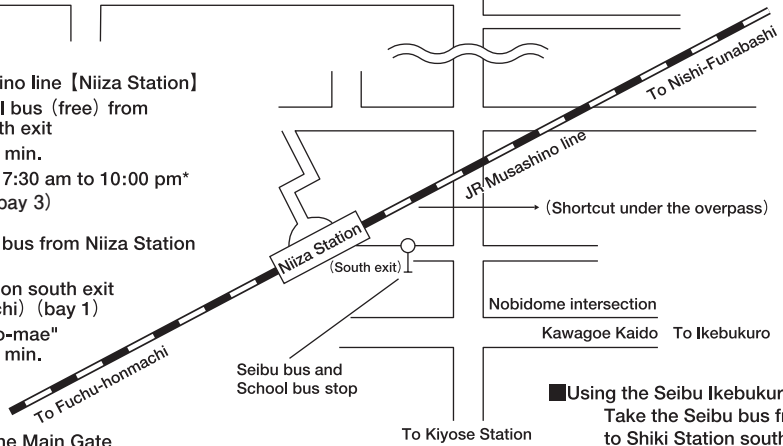 ino line【Niiza Station】
l bus (free) from
th exit
min.
7:30 am to 10:00 pm*
bay 3)
bus from Niiza Station
on south exit
chi) (bay 1)
o-mae"
min.
ne Main Gate
To Nishi-Funabashi
JR Musashino line
(Shortcut under the overpass)
Niiza Station
(South exit)
Nobidome intersection
Kawagoe Kaido To Ikebukuro
Seibu bus and
School bus stop
To Fuchu-honmachi
To Kiyose Station
■Using the Seibu Ikebukur
Take the Seibu bus fr
to Shiki Station south